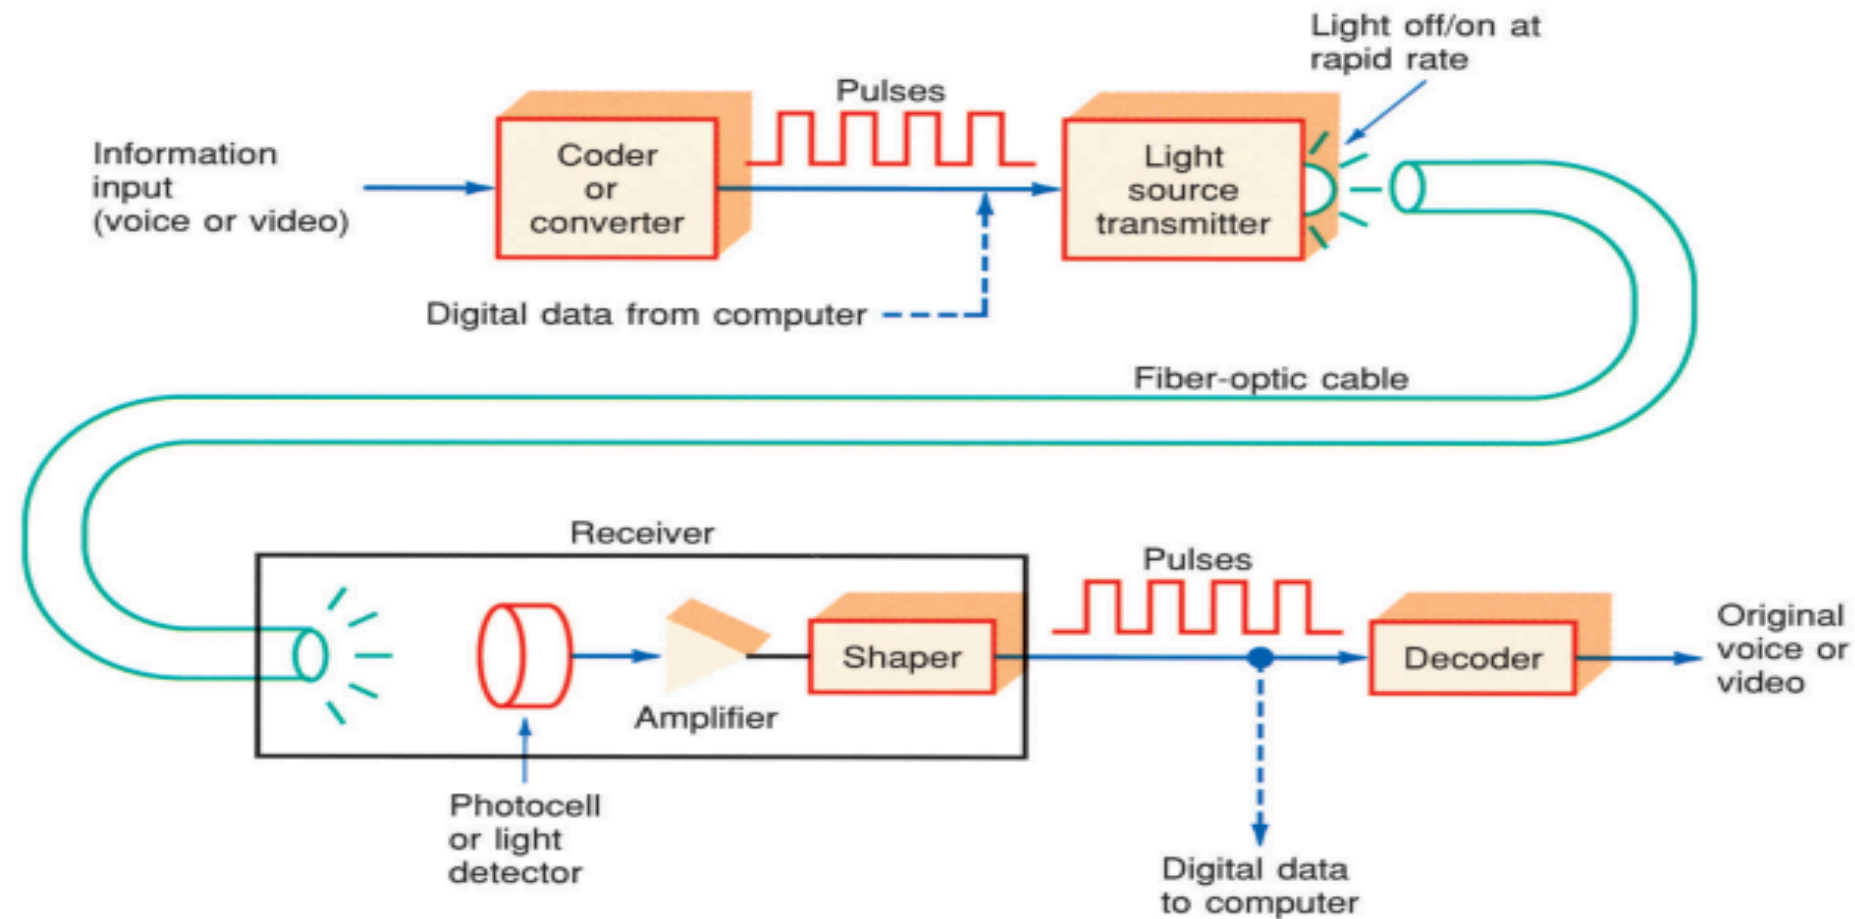 Light off/on at
rapid rate
Pulses
Information
input
(voice or video)
Coder
or
converter
Light
source
transmitter
Digital data from computer
Fiber-optic cable
Receiver
Pulses
Shaper
Decoder
Original
voice or
video
Amplifier
Photocell
or light
detector
Digital data
to computer